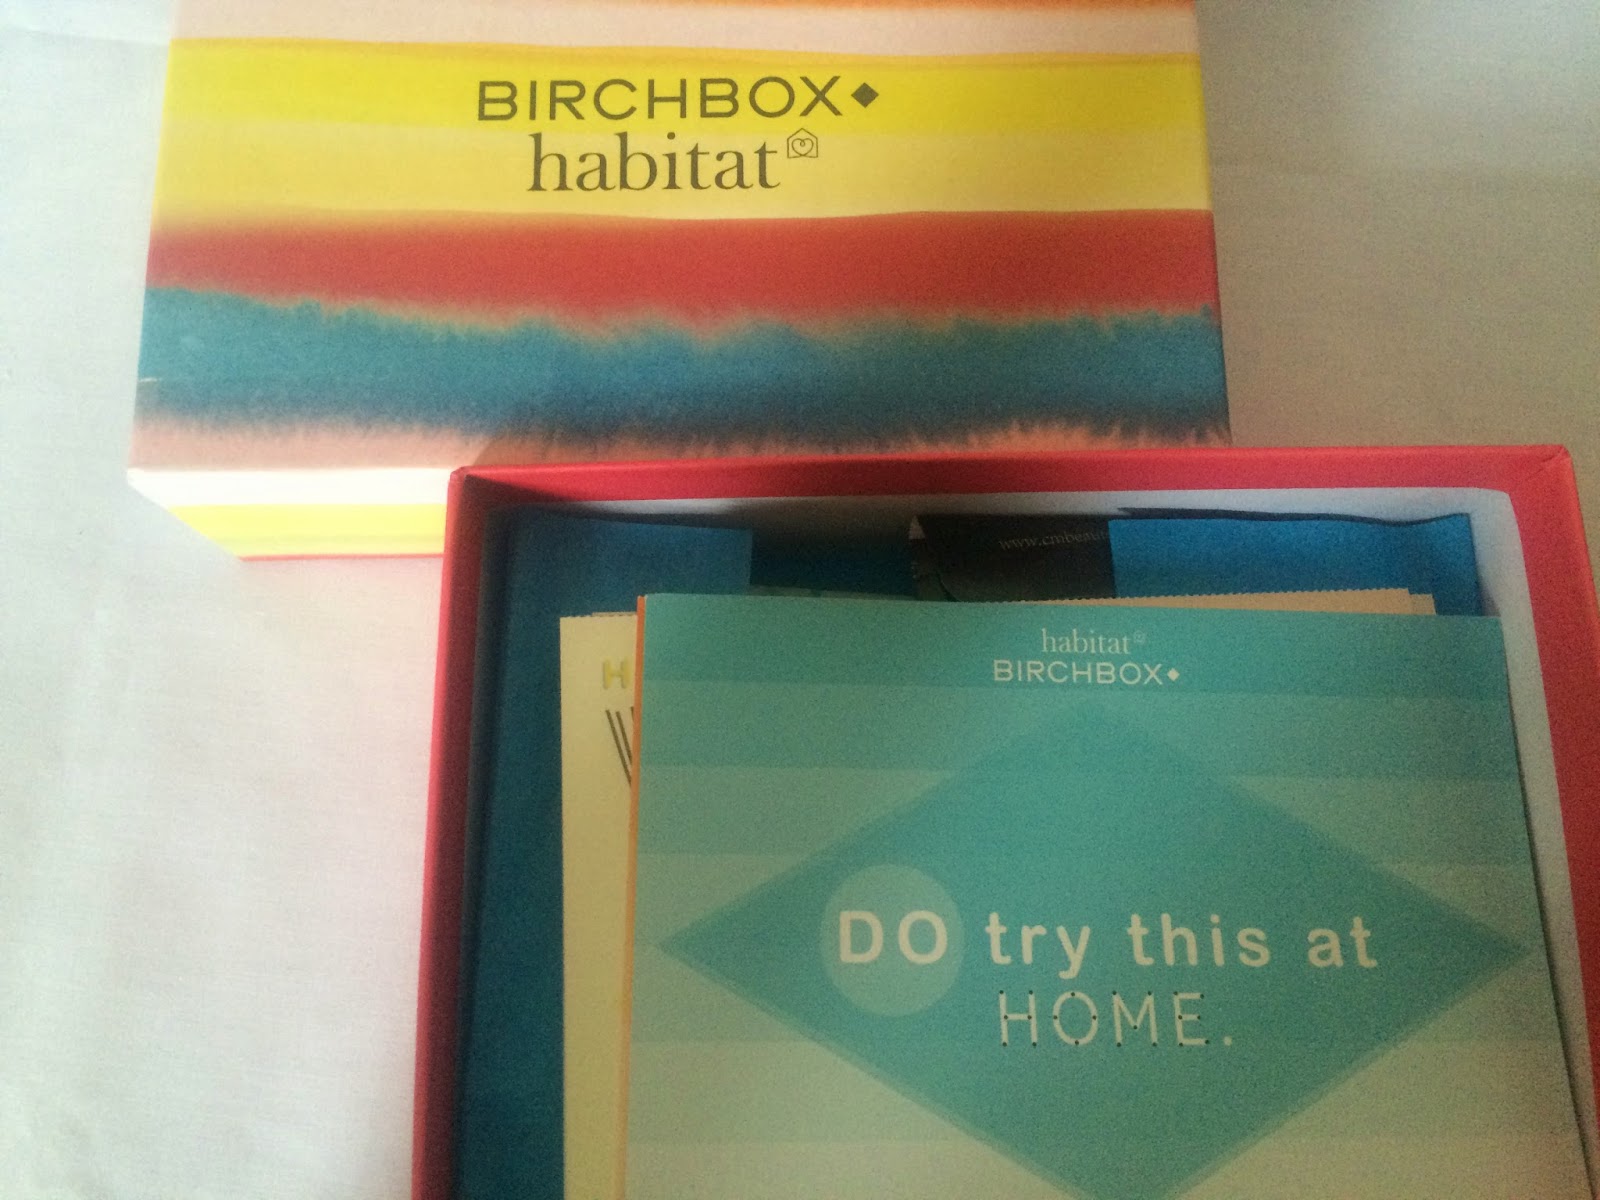 BIRCHBOX
habitat
habitat
BIRCHBOX
DO try this at
HOME.